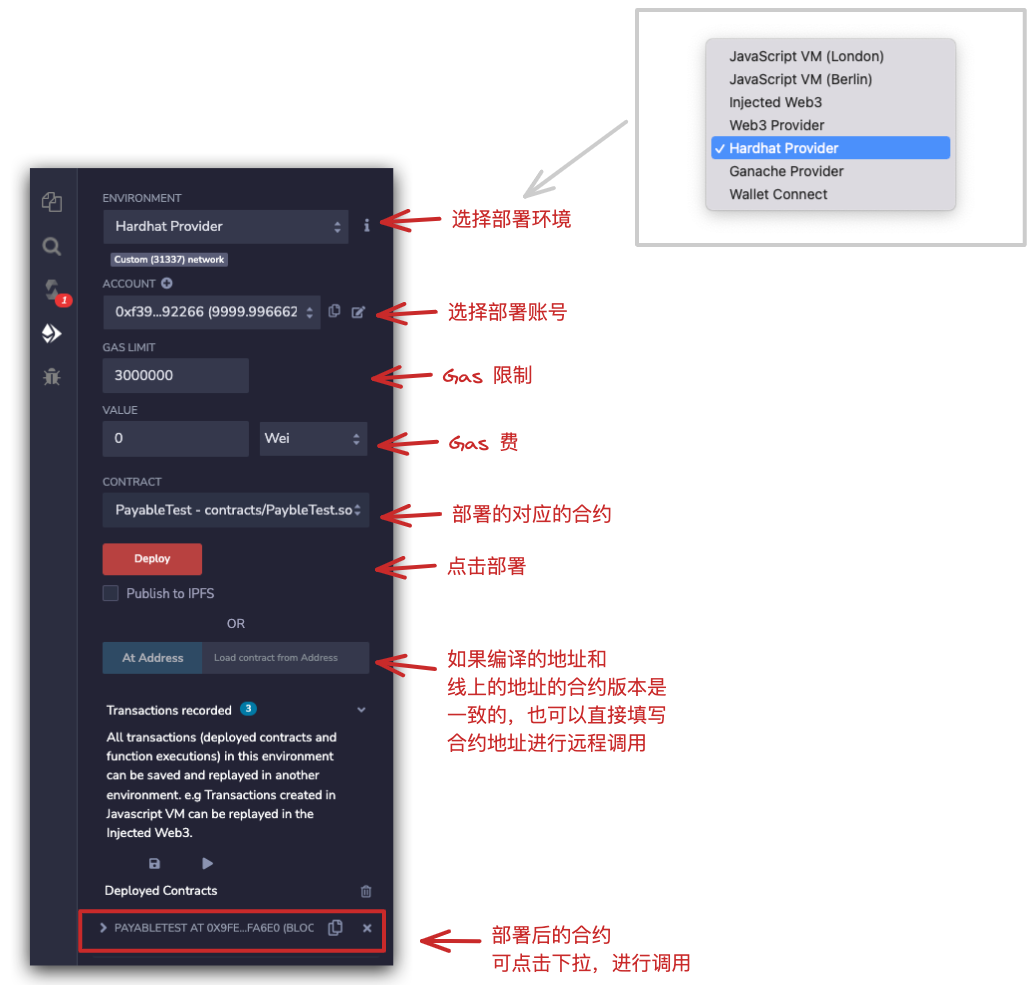 JavaScript VM (London)
JavaScript VM (Berlin)
Injected Web3
Web3 Provider
✓ Hardhat Provider
Ganache Provider
Wallet Connect
ENVIRONMENT
Hardhat Provider
选择部署环境
Custom (31337) network
ACCOUNT
0xf39...92266 (9999.996662
选择部署账号
1
GAS LIMIT
3000000
Gas 限制
VALUE
0
Wei
Gas 费
CONTRACT
PayableTest - contracts/PaybleTest.so
部署的对应的合约
Deploy
点击部署
Publish to IPFS
OR
At Address
Load contract from Address
如果编译的地址和
线上的地址的合约版本是
一致的，也可以直接填写
合约地址进行远程调用
Transactions recorded 3
All transactions (deployed contracts and
function executions) in this environment
can be saved and replayed in another
environment. e.g Transactions created in
Javascript VM can be replayed in the
Injected Web3.
Deployed Contracts
PAYABLETEST AT 0X9FE...FA6E0 (BLOC
部署后的合约
可点击下拉，进行调用